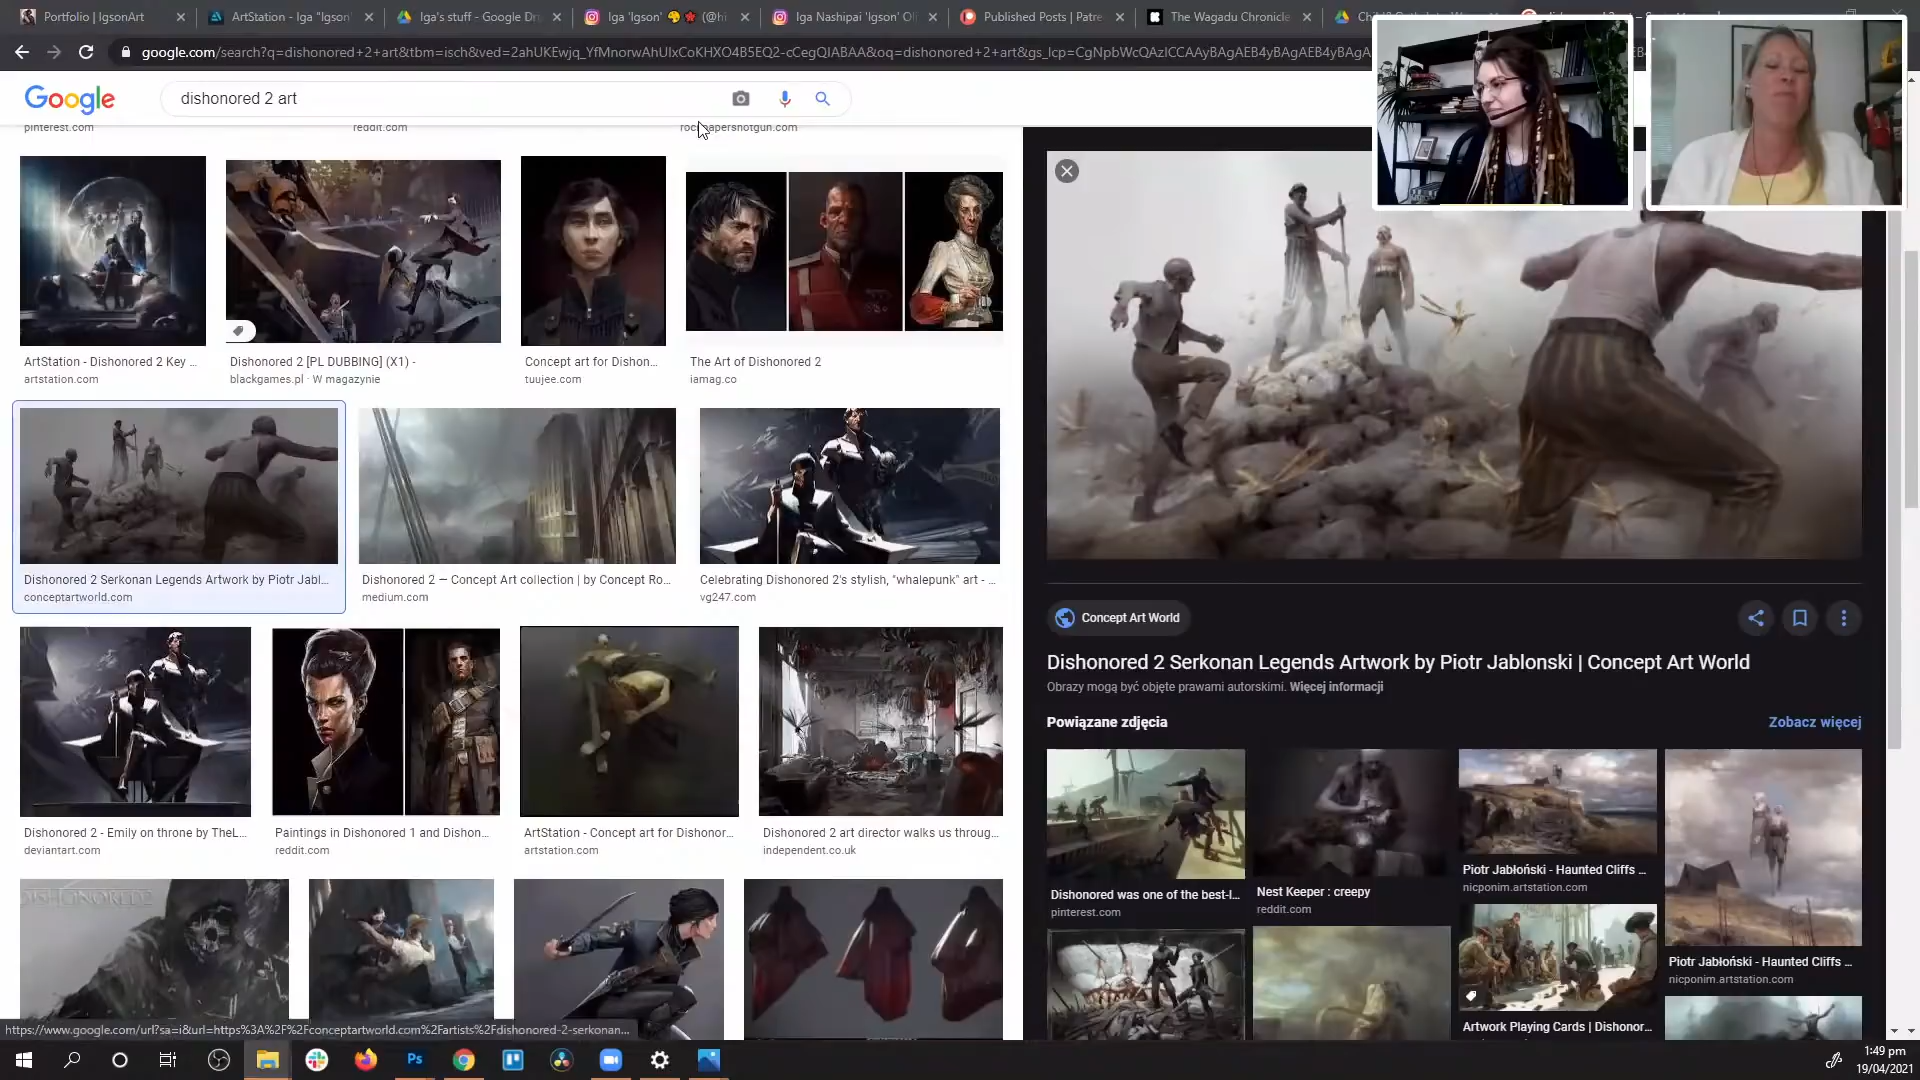 Portfolio | IgsonArt
ArtStation - Iga "Igson"
Iga's stuff - Google Dri
Iga 'Igson'
(@hi
Iga Nashipai 'Igson' Ol
Published Posts | Patre
The Wagadu Chronicle
google.com/search?q=dishonored+2+art&tbm=isch&ved=2ahUKEwjq_YfMnorwAhUIxCoKHXO4B5EQ2-cCegQIABAA&oq=dishonored+2+art&gs_lcp=CgNpbWcQAzICCAAyBAgAEB4yBAgAEB4yBAgA
Google
dishonored 2 art
pinterest.com
reddit.com
ArtStation - Dishonored 2 Key ...
artstation.com
Dishonored 2 [PL DUBBING] (X1) -
blackgames.pl · W magazynie
Concept art for Dishon...
tuujee.com
The Art of Dishonored 2
iamag.co
Dishonored 2 Serkonan Legends Artwork by Piotr Jabl...
conceptartworld.com
Dishonored 2 — Concept Art collection | by Concept Ro...
medium.com
Celebrating Dishonored 2's stylish, "whalepunk" art - ...
vg247.com
Dishonored 2 - Emily on throne by TheL...
deviantart.com
Paintings in Dishonored 1 and Dishon...
reddit.com
ArtStation - Concept art for Dishonor...
artstation.com
Dishonored 2 art director walks us throug...
independent.co.uk
DISHONORED 2
Concept Art World
Dishonored 2 Serkonan Legends Artwork by Piotr Jablonski | Concept Art World
Obrazy mogą być objęte prawami autorskimi. Więcej informacji
Powiązane zdjęcia
Zobacz więcej
Dishonored was one of the best-l...
pinterest.com
Nest Keeper : creepy
reddit.com
Piotr Jabłoński - Haunted Cliffs ...
nicponim.artstation.com
Piotr Jabłoński - Haunted Cliffs ...
nicponim.artstation.com
Artwork Playing Cards | Dishonor...
https://www.google.com/url?sa=i&url=https%3A%2F%2Fconceptartworld.com%2Fartists%2Fdishonored-2-serkonan...
Ps
1:49 pm
19/04/2021